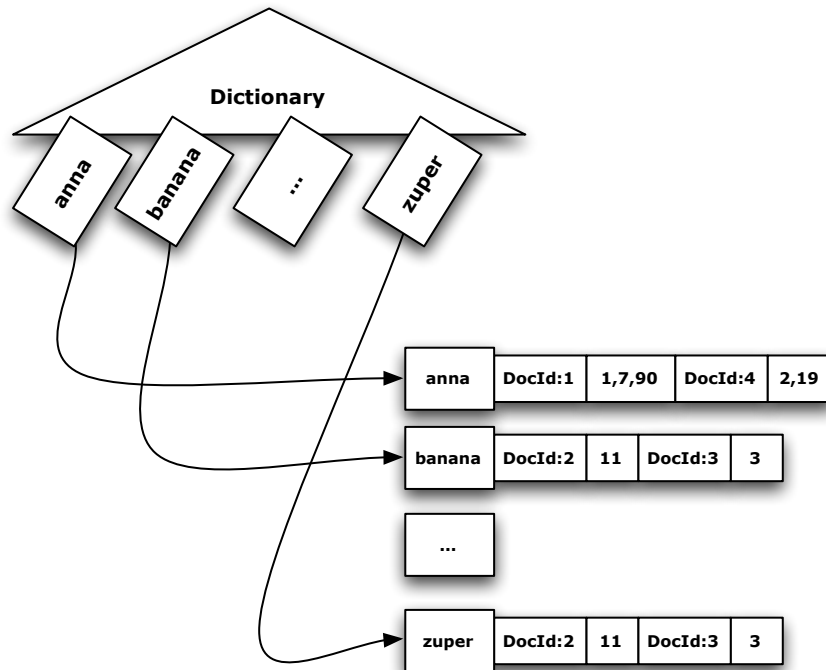 Dictionary
anna
banana
...
zuper
anna DocId:1 1,7,90 DocId:4 2,19
banana DocId:2 11 DocId:3 3
...
zuper DocId:2 11 DocId:3 3